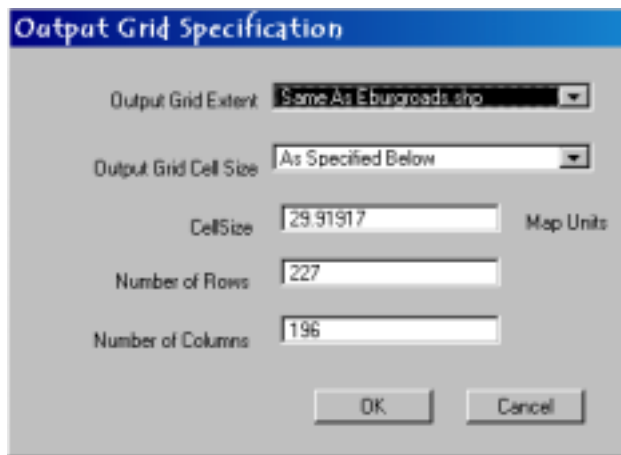 Output Grid Specification
Output Grid Extent Same As Eburgroads.shp
Output Grid Cell Size As Specified Below
CellSize 29.91917 Map Units
Number of Rows 227
Number of Columns 196
OK Cancel